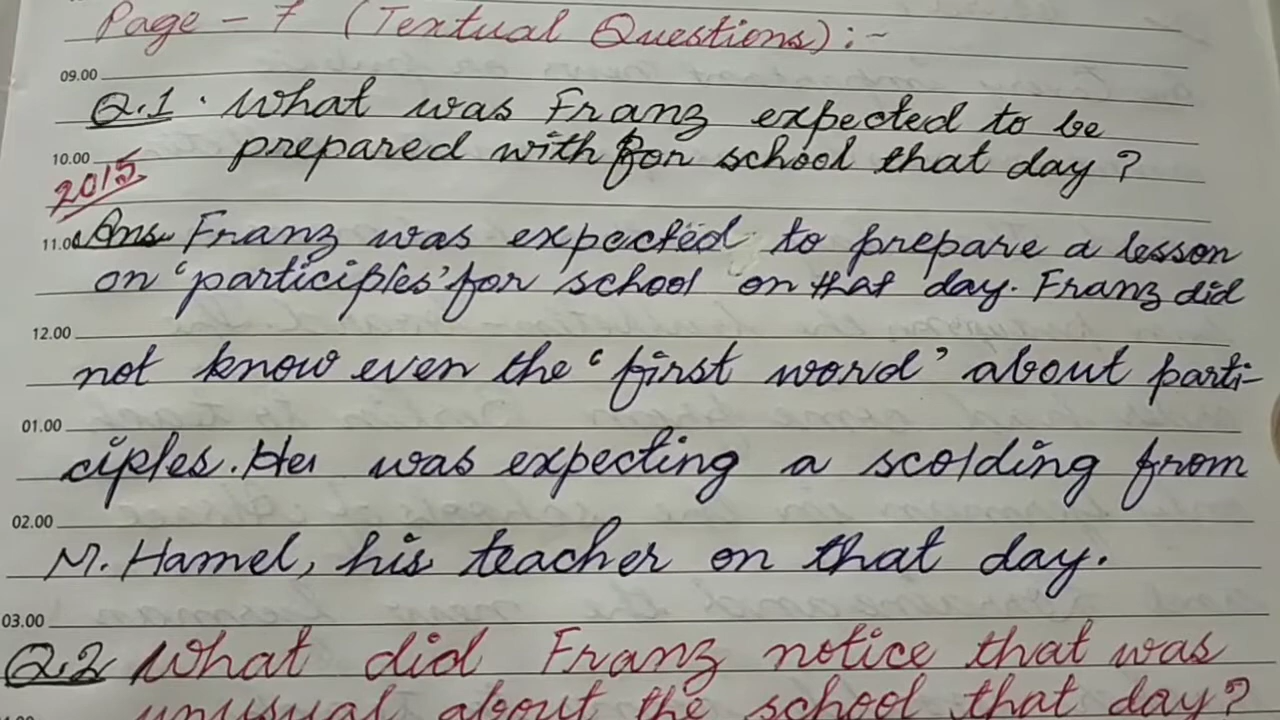 Page - 7 (Textual Questions) :-
09.00
Q.1. What was Franz expected to be
10.00
prepared with for school that day?
2015
11.00 Ans. Franz was expected to prepare a lesson
on 'participles' for school on that day. Franz did
12.00
not know even the 'first word' about parti-
01.00
ciples. He was expecting a scolding from
02.00
M. Hamel, his teacher on that day.
03.00
Q.2 What did Franz notice that was
unusual about the school that day?